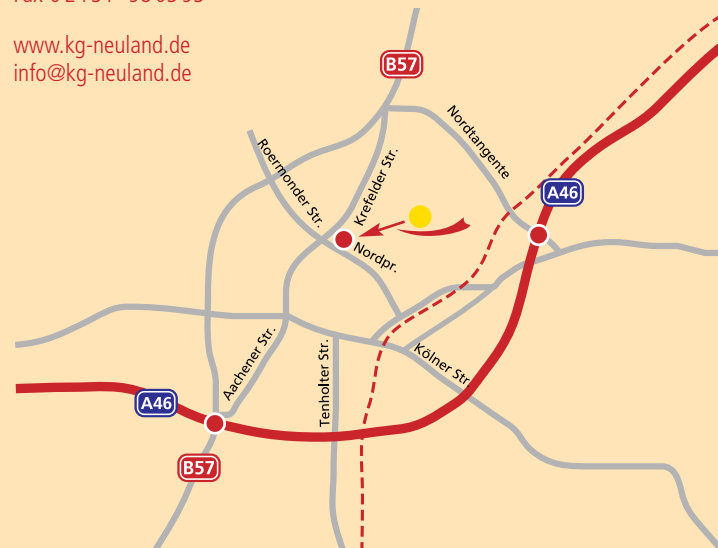 www.kg-neuland.de
info@kg-neuland.de
B57
Nordtangente
Roermonder Str.
Krefelder Str.
A46
Nordpr.
Aachener Str.
Tenholter Str.
Kölner Str.
A46
B57